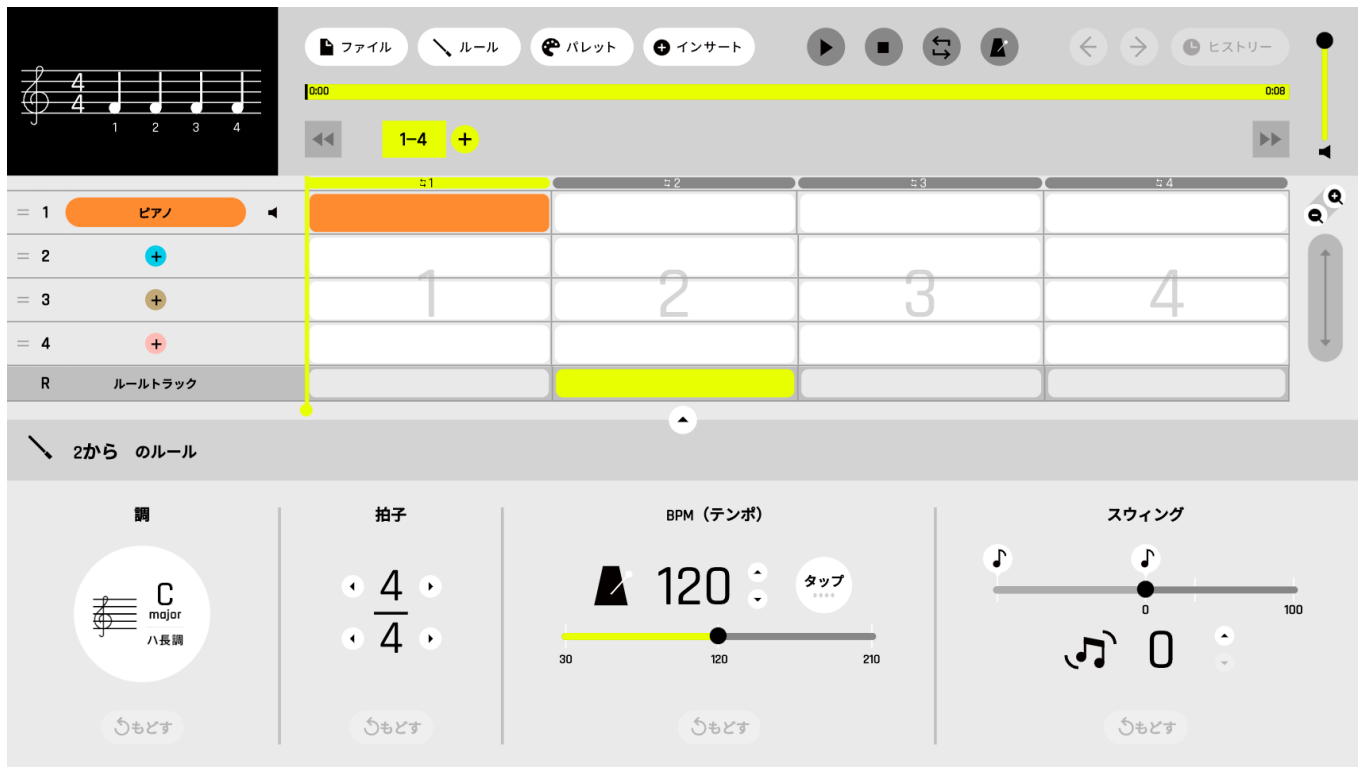 ファイル ルール パレット インサート ヒストリー
4
4
1 2 3 4
0:00 0:08
1-4 +
1 2 3 4
1 ピアノ
2 +
3 +
4 +
1 2 3 4
R ルールトラック
2から のルール
調 拍子 BPM（テンポ） スウィング
C
major
ハ長調
4
4
120 タップ
30 120 210
0 100
0
もどす もどす もどす もどす